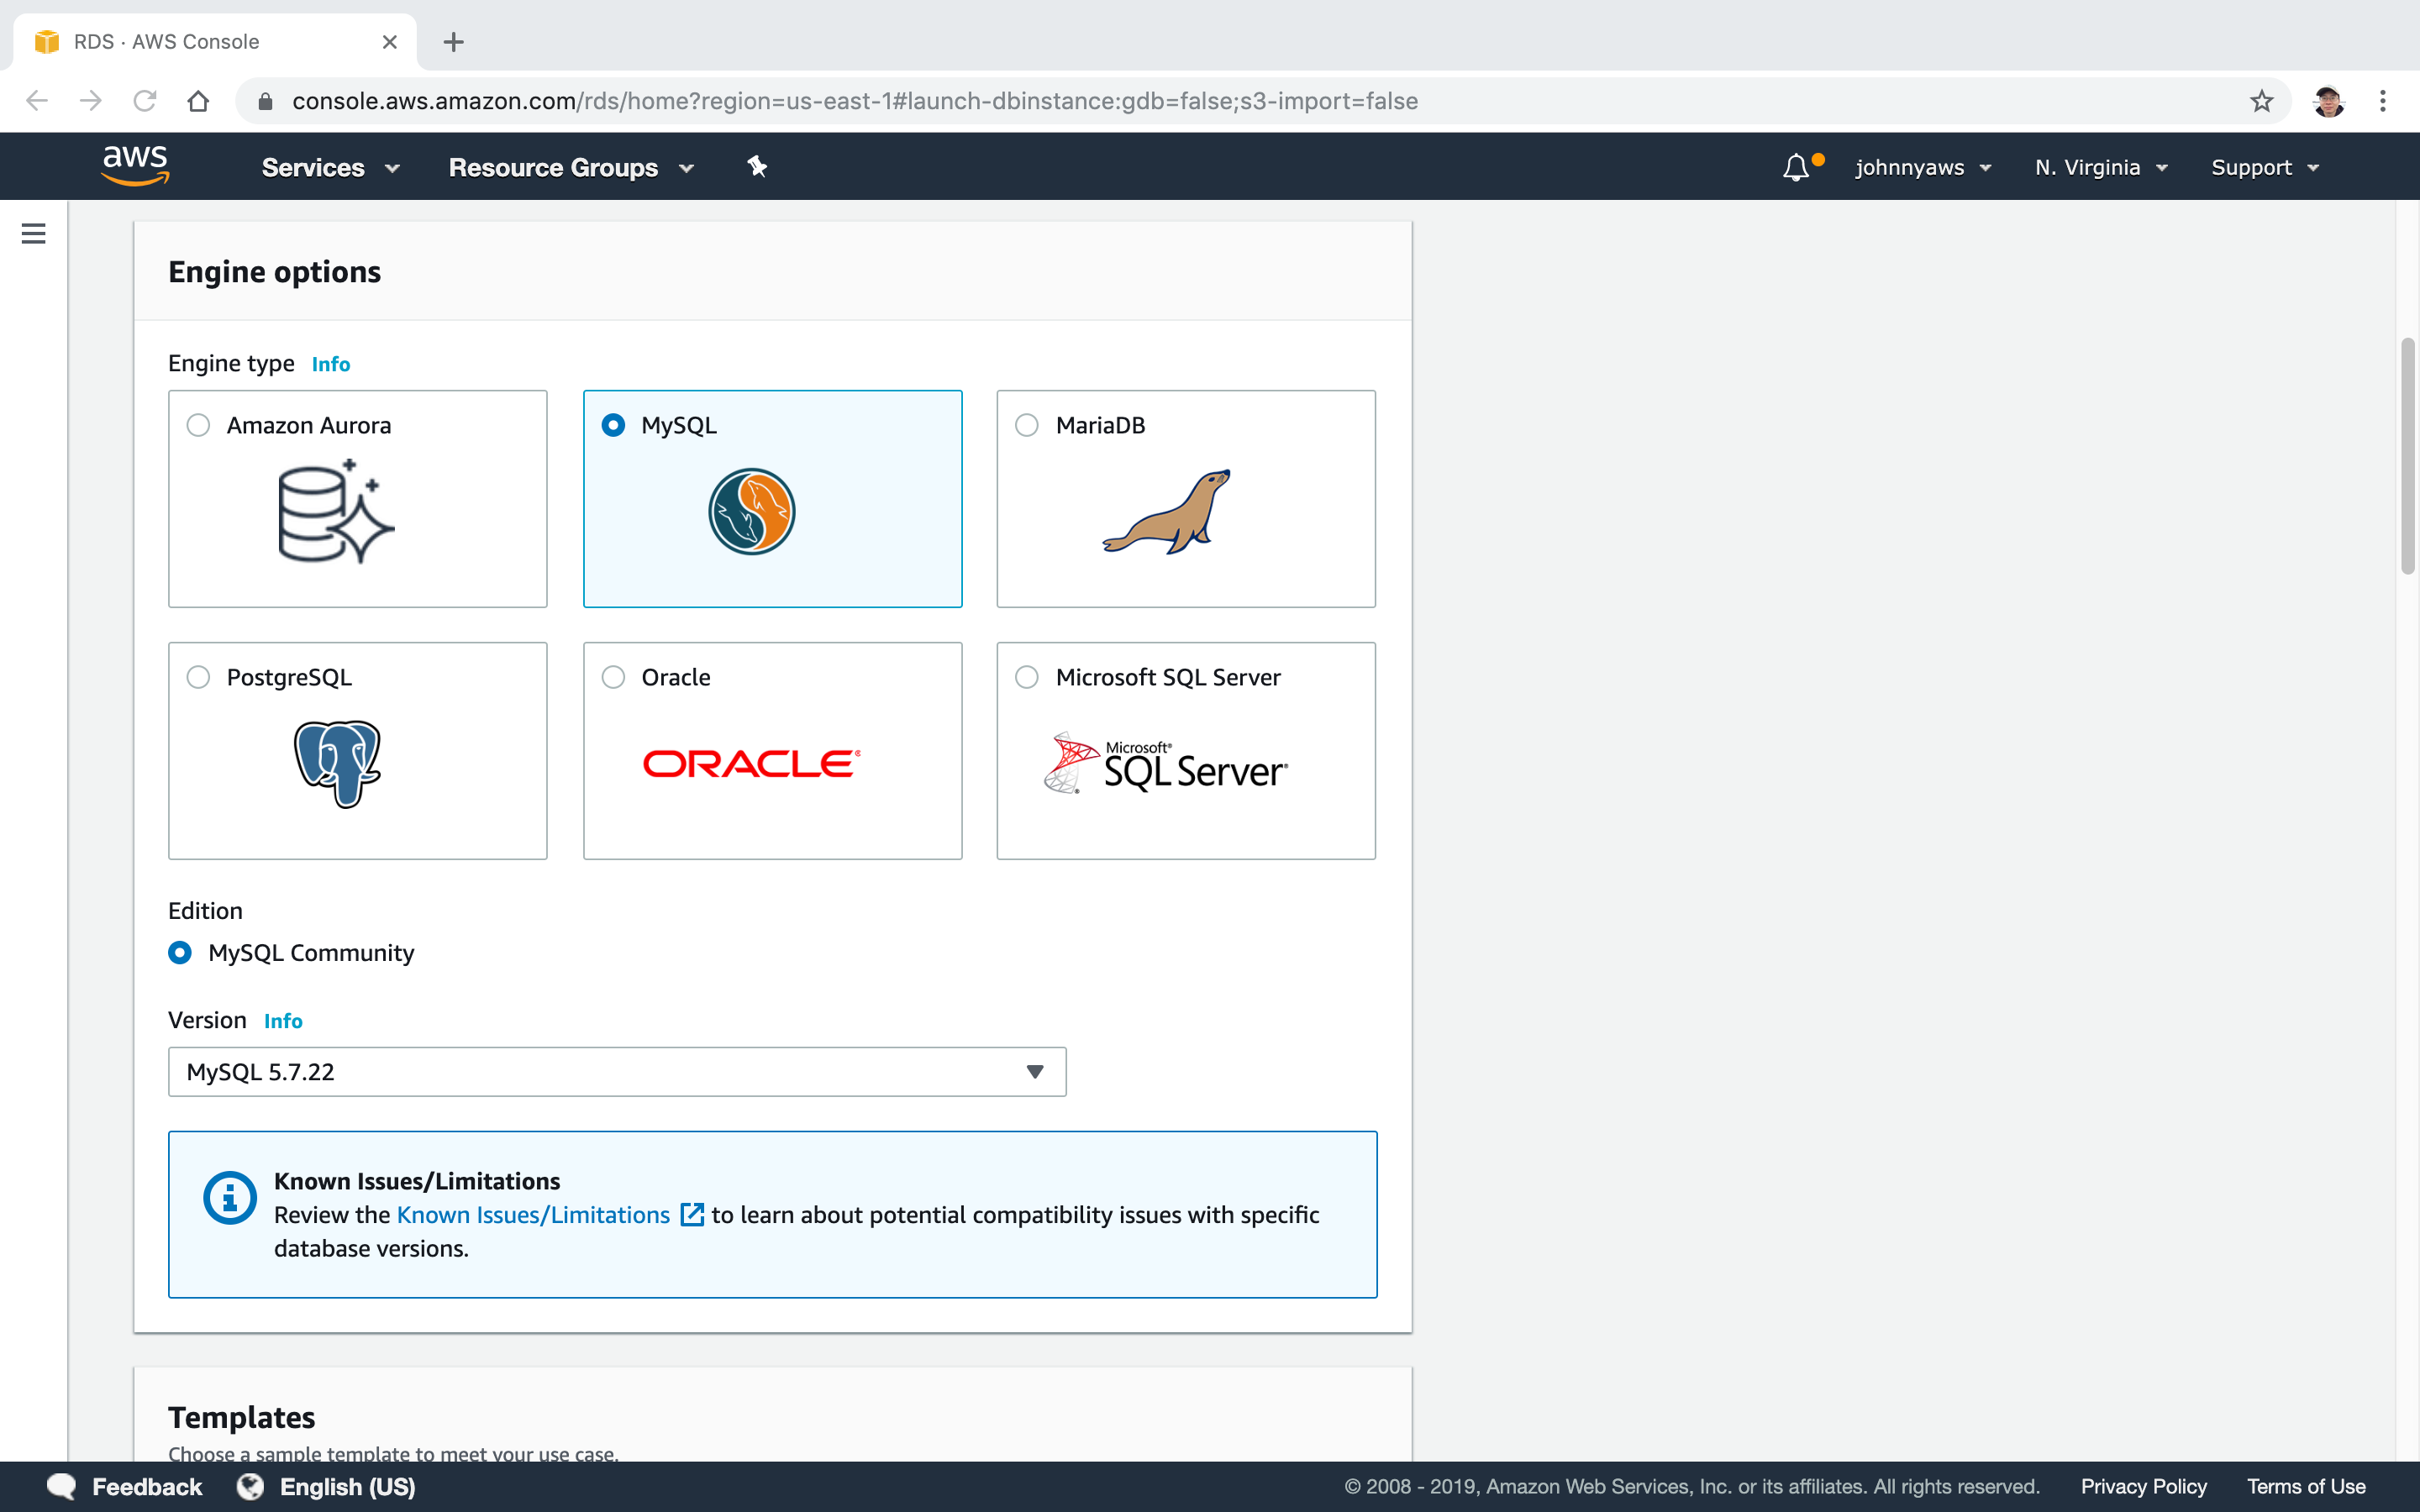 RDS · AWS Console
console.aws.amazon.com/rds/home?region=us-east-1#launch-dbinstance:gdb=false;s3-import=false
aws Services Resource Groups johnnyaws N. Virginia Support
Engine options
Engine type Info
Amazon Aurora MySQL MariaDB
PostgreSQL Oracle Microsoft SQL Server
ORACLE® Microsoft® SQL Server®
Edition
MySQL Community
Version Info
MySQL 5.7.22
Known Issues/Limitations
Review the Known Issues/Limitations to learn about potential compatibility issues with specific
database versions.
Templates
Choose a sample template to meet your use case.
Feedback English (US) © 2008 - 2019, Amazon Web Services, Inc. or its affiliates. All rights reserved. Privacy Policy Terms of Use